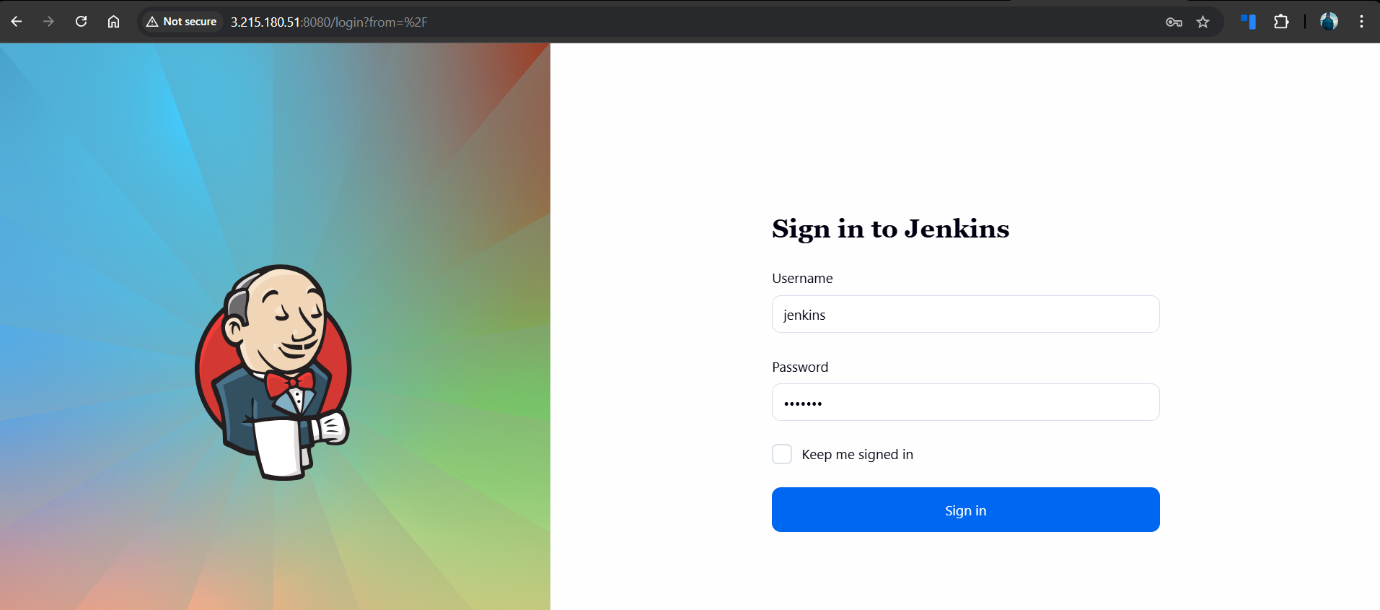 Not secure 3.215.180.51:8080/login?from=%2F
Sign in to Jenkins
Username
jenkins
Password
•••••••
Keep me signed in
Sign in